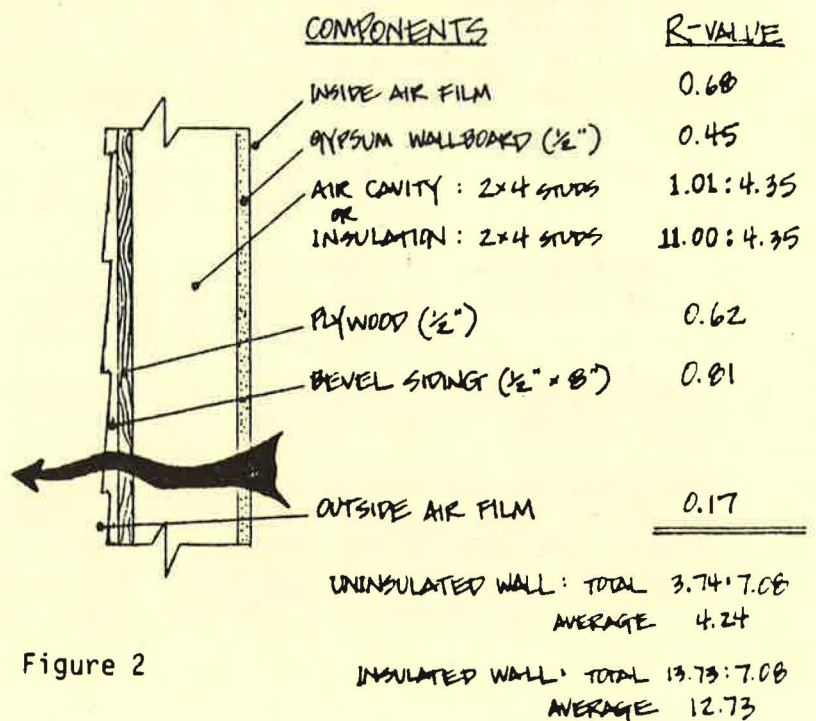 COMPONENTS R-VALUE
INSIDE AIR FILM 0.68
GYPSUM WALLBOARD (½") 0.45
AIR CAVITY : 2×4 STUDS 1.01 : 4.35
OR
INSULATION : 2×4 STUDS 11.00 : 4.35
PLYWOOD (½") 0.62
BEVEL SIDING (½" × 8") 0.81
OUTSIDE AIR FILM 0.17
UNINSULATED WALL : TOTAL 3.74 : 7.08
AVERAGE 4.24
Figure 2
INSULATED WALL : TOTAL 13.73 : 7.08
AVERAGE 12.73